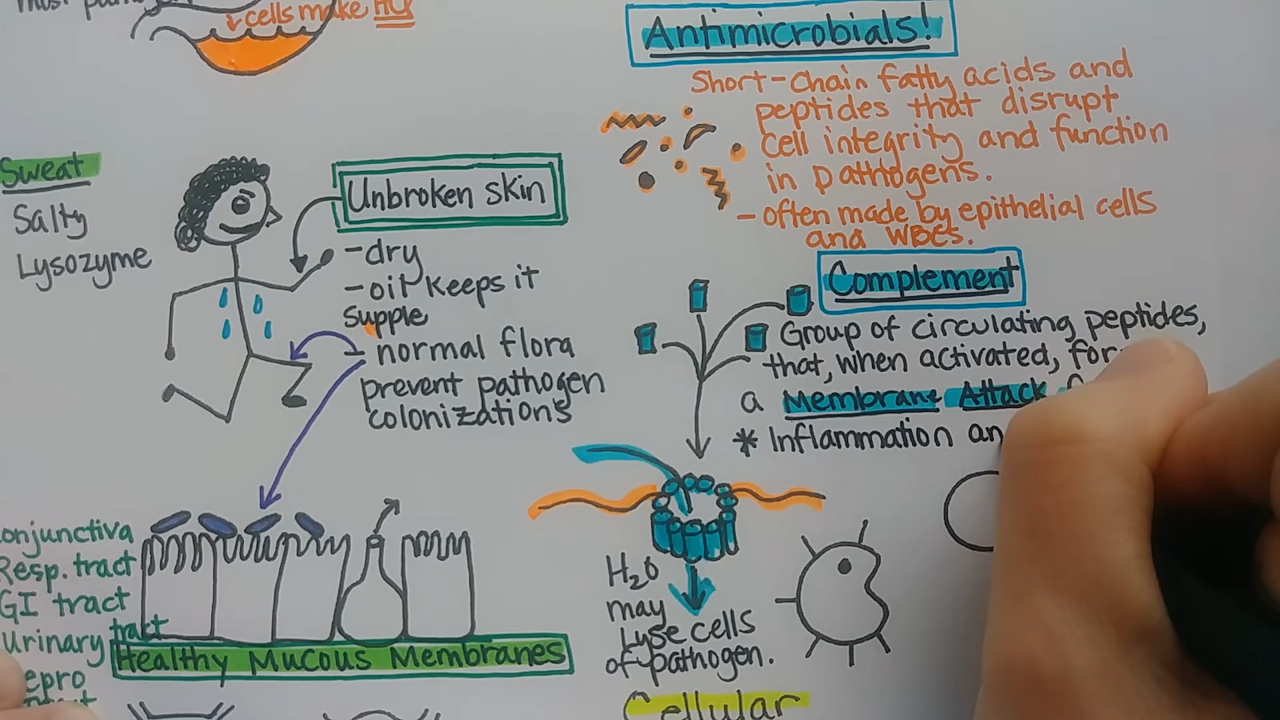 cells make HCl
Sweat
Salty
Lysozyme
Unbroken skin
-dry
-oil keeps it
supple
- normal flora
prevent pathogen
colonizations
onjunctiva
Resp. tract
GI tract
Urinary tract
epro
Healthy Mucous Membranes
Antimicrobials!
Short-Chain fatty acids and
peptides that disrupt
cell integrity and function
in pathogens.
- often made by epithelial cells
and WBCs.
Complement
Group of circulating peptides,
that, when activated, for
a Membrane Attack
* Inflammation an
H2O
may
Lyse cells
of pathogen.
Cellular